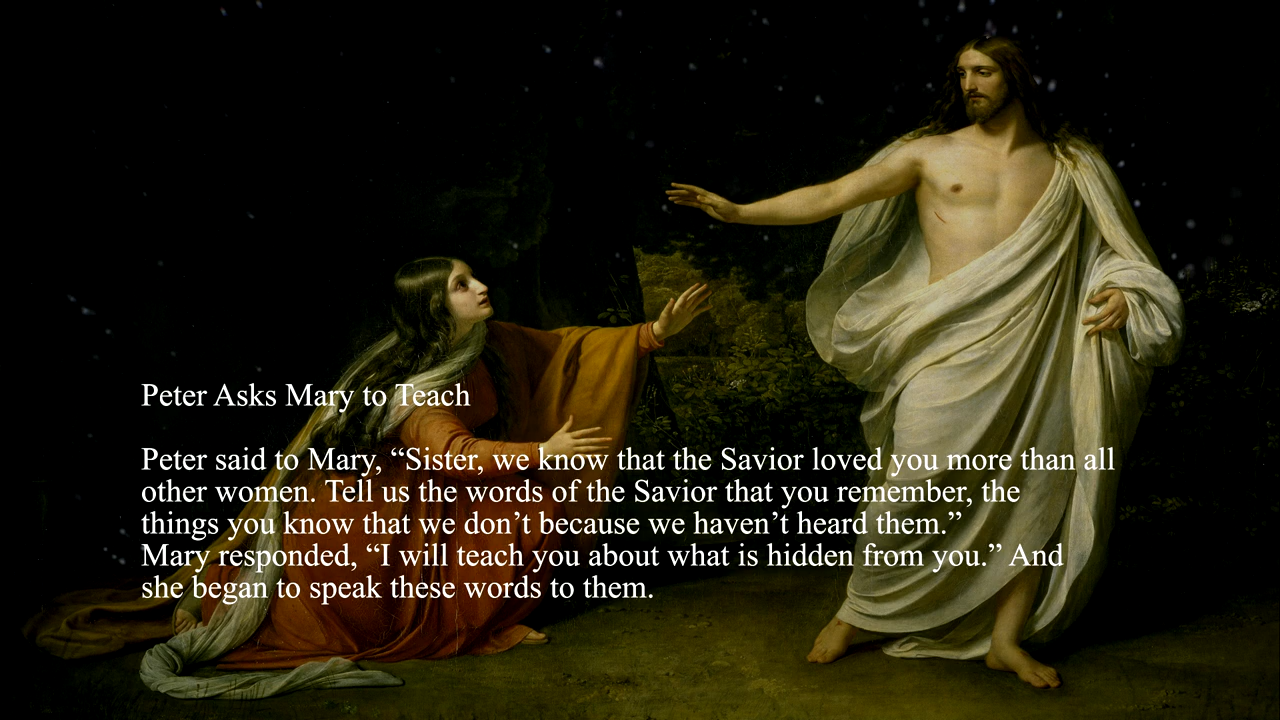 Peter Asks Mary to Teach
Peter said to Mary, “Sister, we know that the Savior loved you more than all
other women. Tell us the words of the Savior that you remember, the
things you know that we don’t because we haven’t heard them.”
Mary responded, “I will teach you about what is hidden from you.” And
she began to speak these words to them.